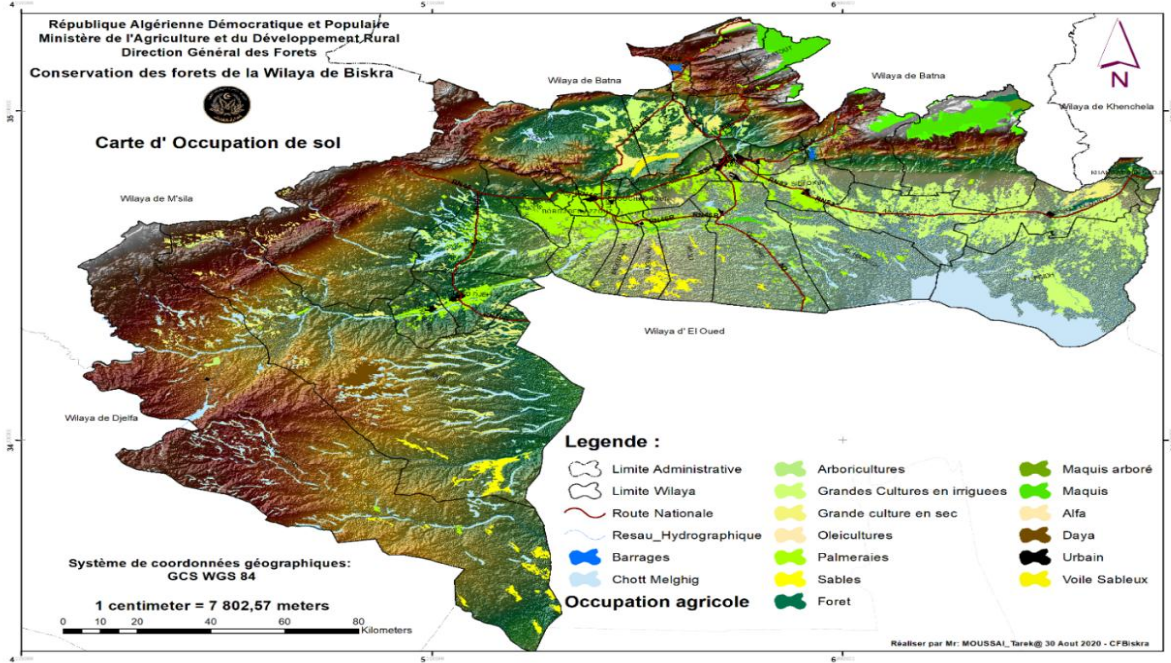 République Algérienne Démocratique et Populaire
Ministère de l'Agriculture et du Développement Rural
Direction Général des Forets
Conservation des forets de la Wilaya de Biskra
Carte d' Occupation de sol
Wilaya de Batna
Wilaya de Batna
Wilaya de Khenchela
N
Wilaya de M'sila
Wilaya d' El Oued
Wilaya de Djelfa
Legende :
Limite Administrative
Limite Wilaya
Route Nationale
Resau_Hydrographique
Barrages
Chott Melghig
Occupation agricole
Arboricultures
Grandes Cultures en irriguees
Grande culture en sec
Oleicultures
Palmeraies
Sables
Foret
Maquis arboré
Maquis
Alfa
Daya
Urbain
Voile Sableux
Système de coordonnées géographiques:
GCS WGS 84
1 centimeter = 7 802,57 meters
0 10 20 40 60 80
Kilometers
Réaliser par Mr: MOUSSAI_Tarek@ 30 Aout 2020 - CFBiskra